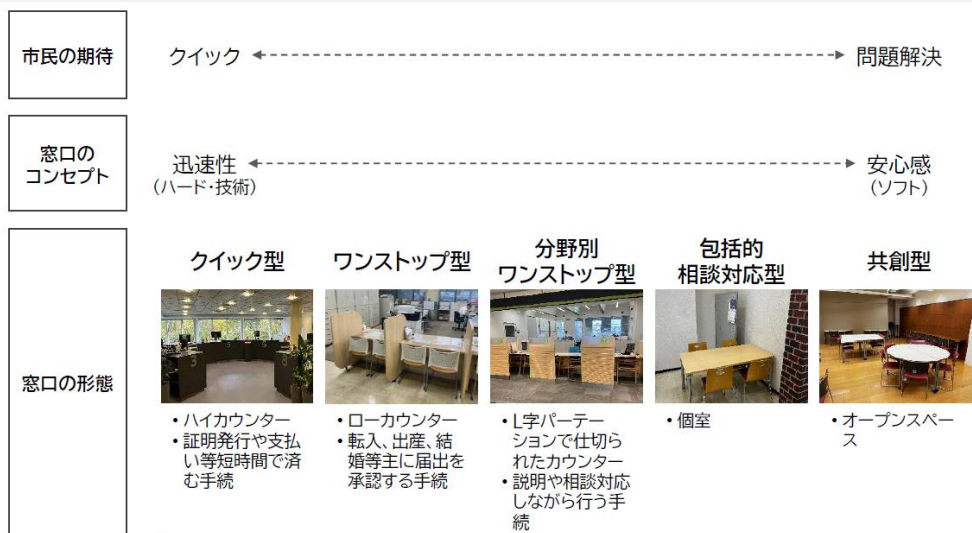 市民の期待
クイック
問題解決
窓口の
コンセプト
迅速性
(ハード・技術)
安心感
(ソフト)
窓口の形態
クイック型
・ハイカウンター
・証明発行や支払
い等短時間で済
む手続
ワンストップ型
・ローカウンター
・転入、出産、結
婚等主に届出を
承認する手続
分野別
ワンストップ型
・L字パーテー
ションで仕切ら
れたカウンター
・説明や相談対応
しながら行う手
続
包括的
相談対応型
・個室
共創型
・オープンスペー
ス